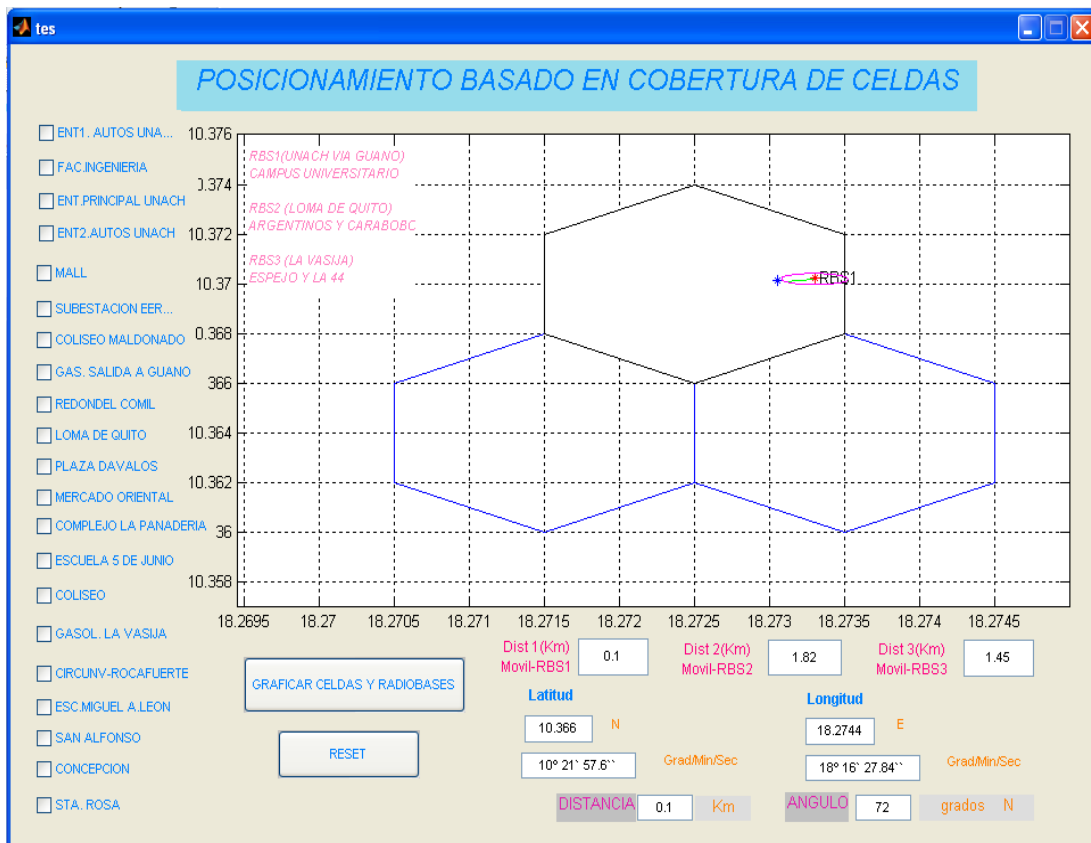 tes
POSICIONAMIENTO BASADO EN COBERTURA DE CELDAS
ENT1. AUTOS UNA...
FAC.INGENIERIA
ENT.PRINCIPAL UNACH
ENT2.AUTOS UNACH
MALL
SUBESTACION EER...
COLISEO MALDONADO
GAS. SALIDA A GUANO
REDONDEL COMIL
LOMA DE QUITO
PLAZA DAVALOS
MERCADO ORIENTAL
COMPLEJO LA PANADERIA
ESCUELA 5 DE JUNIO
COLISEO
GASOL. LA VASIJA
CIRCUNV-ROCAFUERTE
ESC.MIGUEL A.LEON
SAN ALFONSO
CONCEPCION
STA. ROSA
10.376
0.374
10.372
10.37
0.368
366
10.364
10.362
36
10.358
RBS1(UNACH VIA GUANO)
CAMPUS UNIVERSITARIO
RBS2 (LOMA DE QUITO)
ARGENTINOS Y CARABOBO
RBS3 (LA VASIJA)
ESPEJO Y LA 44
RBS1
18.2695 18.27 18.2705 18.271 18.2715 18.272 18.2725 18.273 18.2735 18.274 18.2745
GRAFICAR CELDAS Y RADIOBASES
RESET
Dist 1(Km)
Movil-RBS1
0.1
Dist 2(Km)
Movil-RBS2
1.82
Dist 3(Km)
Movil-RBS3
1.45
Latitud
10.366 N
10º 21` 57.6`` Grad/Min/Sec
Longitud
18.2744 E
18º 16` 27.84`` Grad/Min/Sec
DISTANCIA 0.1 Km
ANGULO 72 grados N